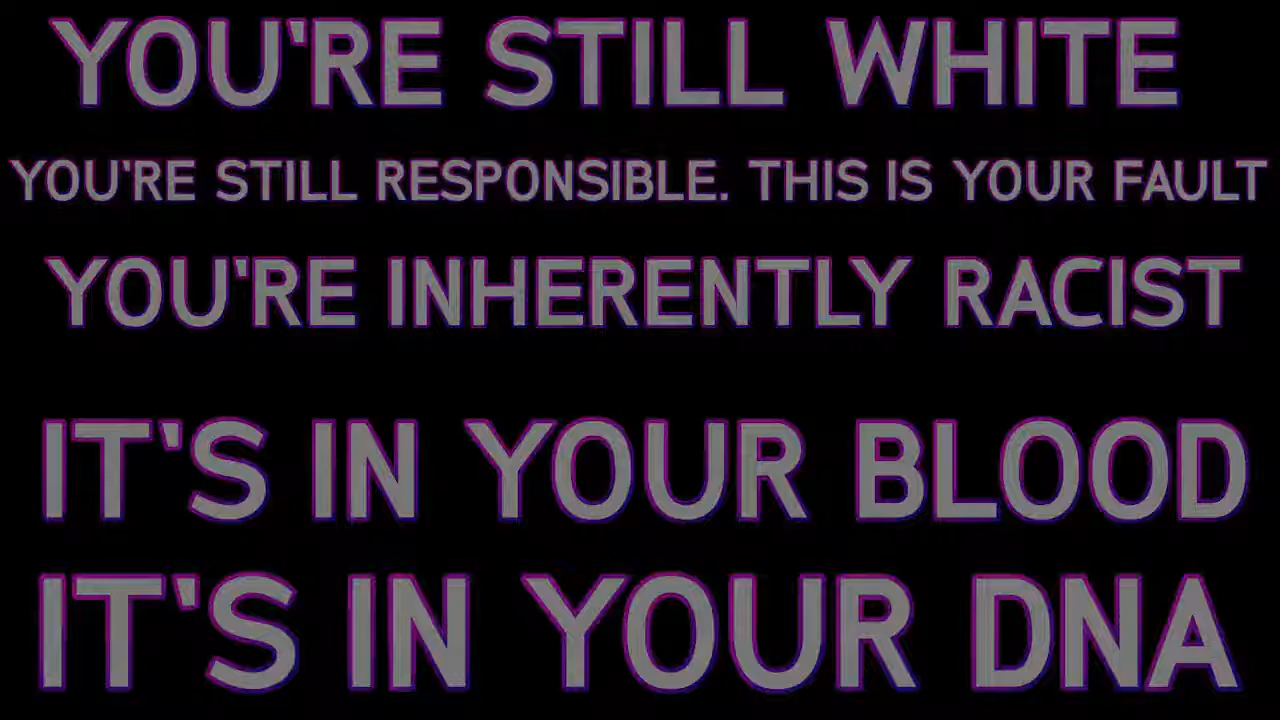 YOU'RE STILL WHITE
YOU'RE STILL RESPONSIBLE. THIS IS YOUR FAULT
YOU'RE INHERENTLY RACIST
IT'S IN YOUR BLOOD
IT'S IN YOUR DNA